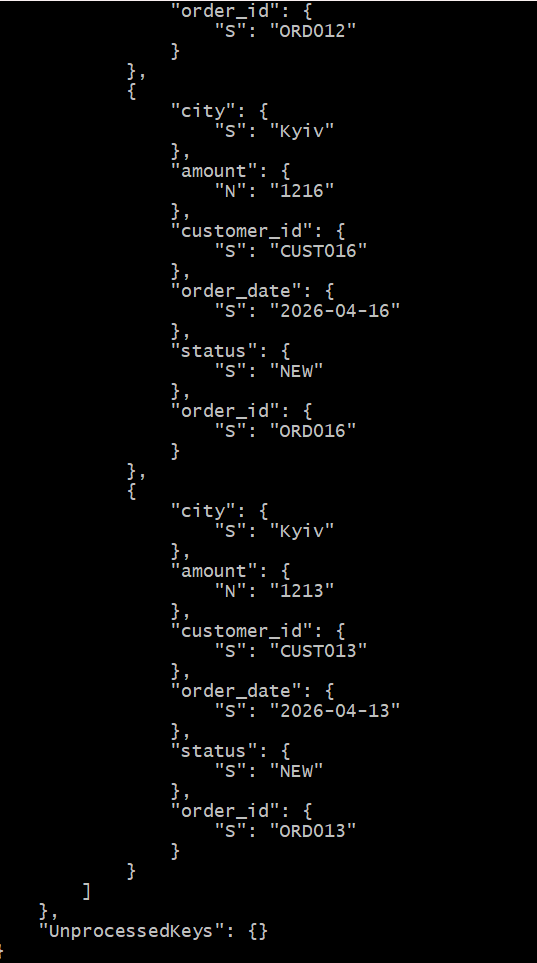 "order_id": {
"S": "ORD012"
}
},
{
"city": {
"S": "Kyiv"
},
"amount": {
"N": "1216"
},
"customer_id": {
"S": "CUST016"
},
"order_date": {
"S": "2026-04-16"
},
"status": {
"S": "NEW"
},
"order_id": {
"S": "ORD016"
}
},
{
"city": {
"S": "Kyiv"
},
"amount": {
"N": "1213"
},
"customer_id": {
"S": "CUST013"
},
"order_date": {
"S": "2026-04-13"
},
"status": {
"S": "NEW"
},
"order_id": {
"S": "ORD013"
}
}
]
},
"UnprocessedKeys": {}
}